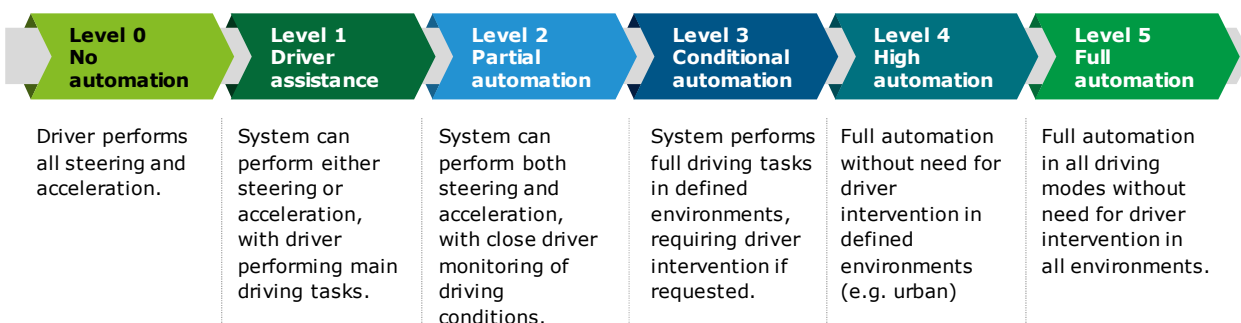 Level 0
No
automation
Level 1
Driver
assistance
Level 2
Partial
automation
Level 3
Conditional
automation
Level 4
High
automation
Level 5
Full
automation
Driver performs
all steering and
acceleration.
System can
perform either
steering or
acceleration,
with driver
performing main
driving tasks.
System can
perform both
steering and
acceleration,
with close driver
monitoring of
driving
conditions.
System performs
full driving tasks
in defined
environments,
requiring driver
intervention if
requested.
Full automation
without need for
driver
intervention in
defined
environments
(e.g. urban)
Full automation
in all driving
modes without
need for driver
intervention in
all environments.